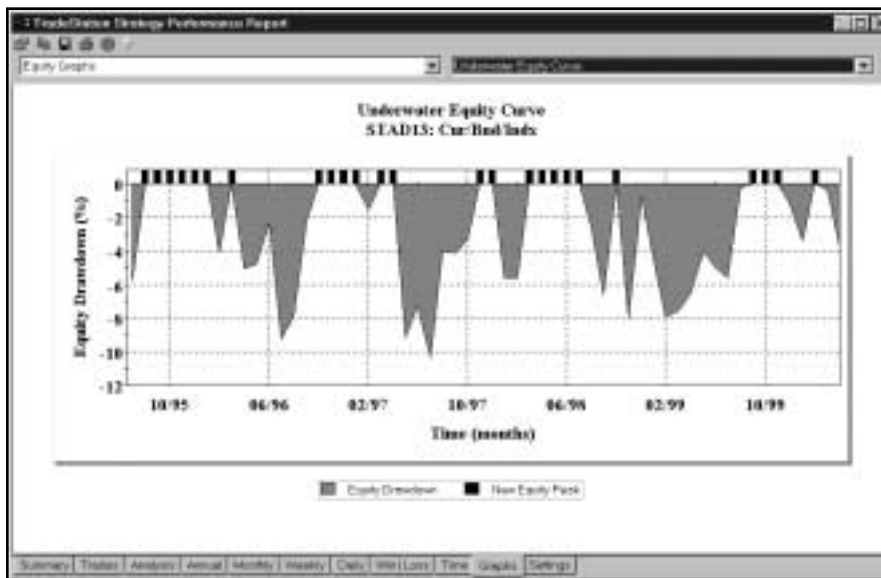 TradeStation Strategy Performance Report
Equity Graphs
Underwater Equity Curve
Underwater Equity Curve
STAD13: Cur/Bnd/Indx
Equity Drawdown (%)
0
-2
-4
-6
-8
-10
-12
10/95 06/96 02/97 10/97 06/98 02/99 10/99
Time (months)
Equity Drawdown New Equity Peak
Summary Trades Analysis Annual Monthly Weekly Daily Win/Loss Time Graphs Settings